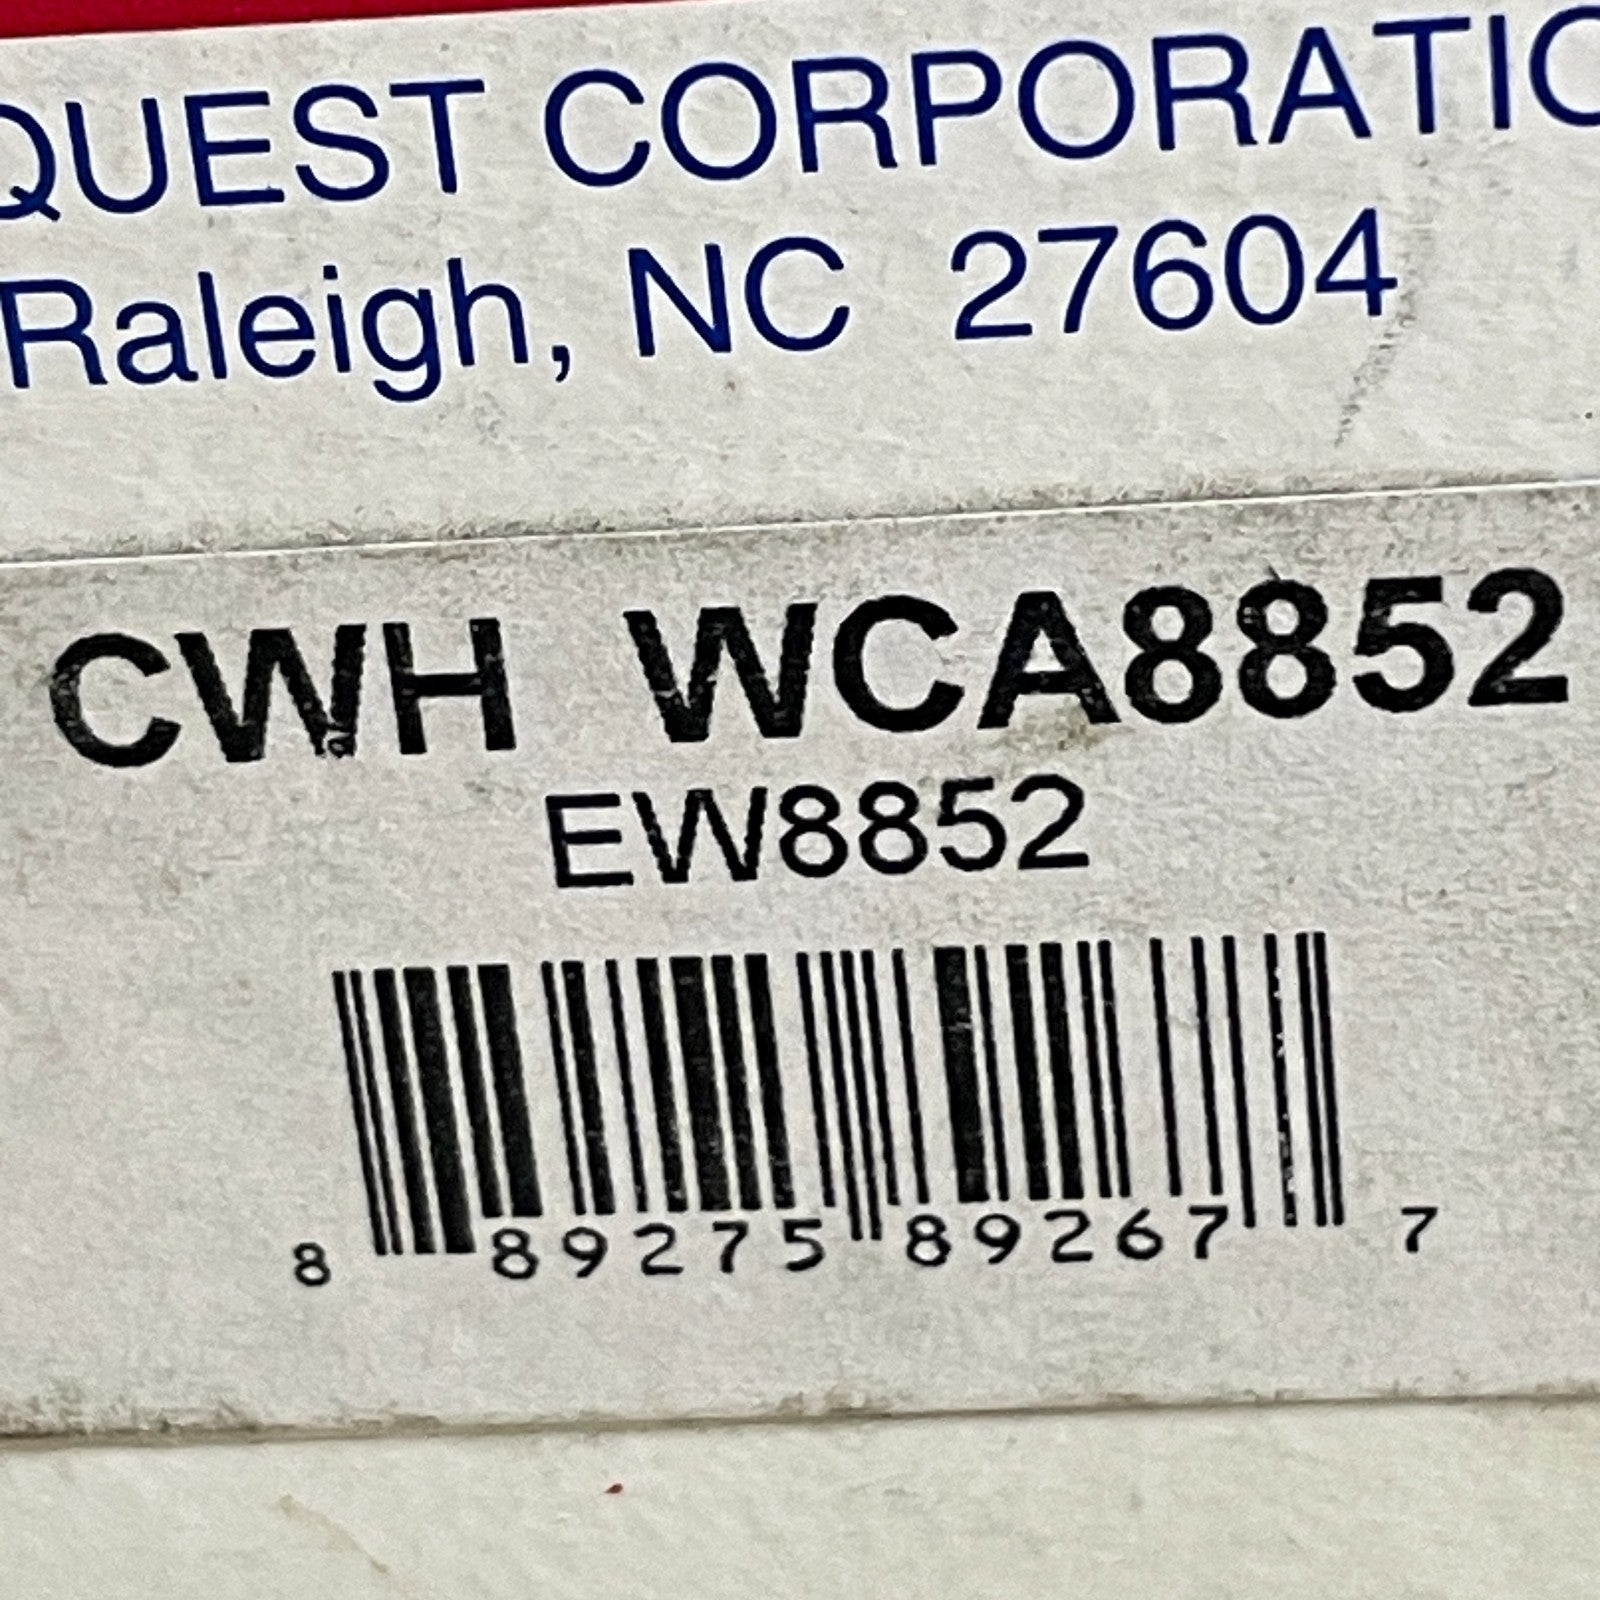 QUEST CORPORATIO
Raleigh, NC 27604
CWH WCA8852
EW8852
8 89275 89267 7